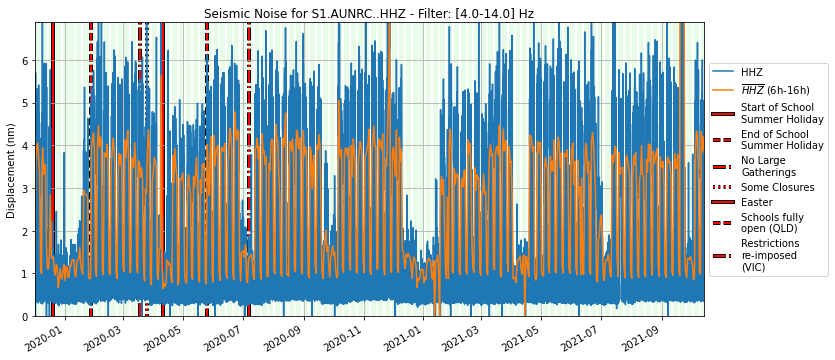 Seismic Noise for S1.AUNRC..HHZ - Filter: [4.0-14.0] Hz
Displacement (nm)
6
5
4
3
2
1
0
2020-01
2020-03
2020-05
2020-07
2020-09
2020-11
2021-01
2021-03
2021-05
2021-07
2021-09
HHZ
HHZ (6h-16h)
Start of School
Summer Holiday
End of School
Summer Holiday
No Large
Gatherings
Some Closures
Easter
Schools fully
open (QLD)
Restrictions
re-imposed
(VIC)